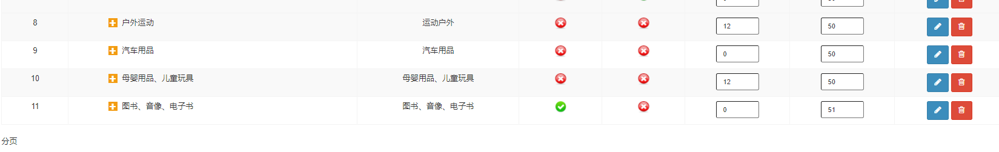 8 户外运动 运动户外 12 50
9 汽车用品 汽车用品 0 50
10 母婴用品、儿童玩具 母婴用品、儿童玩具 12 50
11 图书、音像、电子书 图书、音像、电子书 0 51
分页